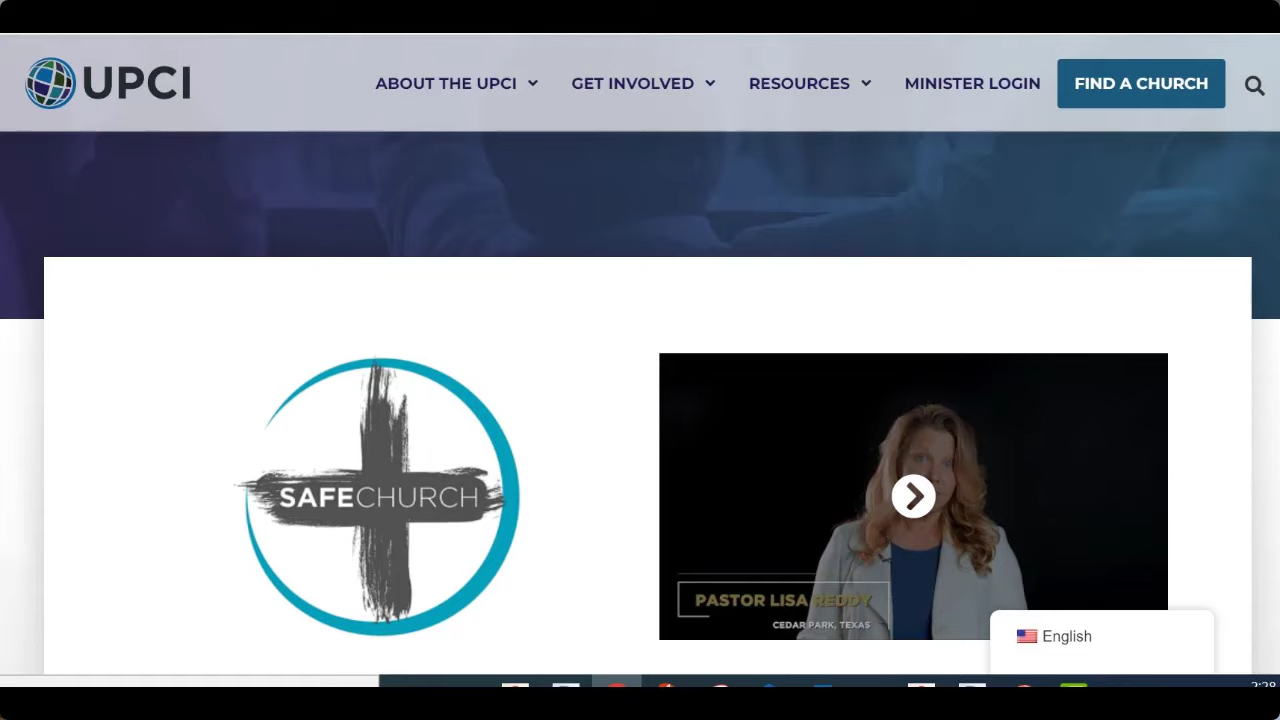 UPCI
ABOUT THE UPCI
GET INVOLVED
RESOURCES
MINISTER LOGIN
FIND A CHURCH
SAFECHURCH
PASTOR LISA REDDY
CEDAR PARK, TEXAS
English